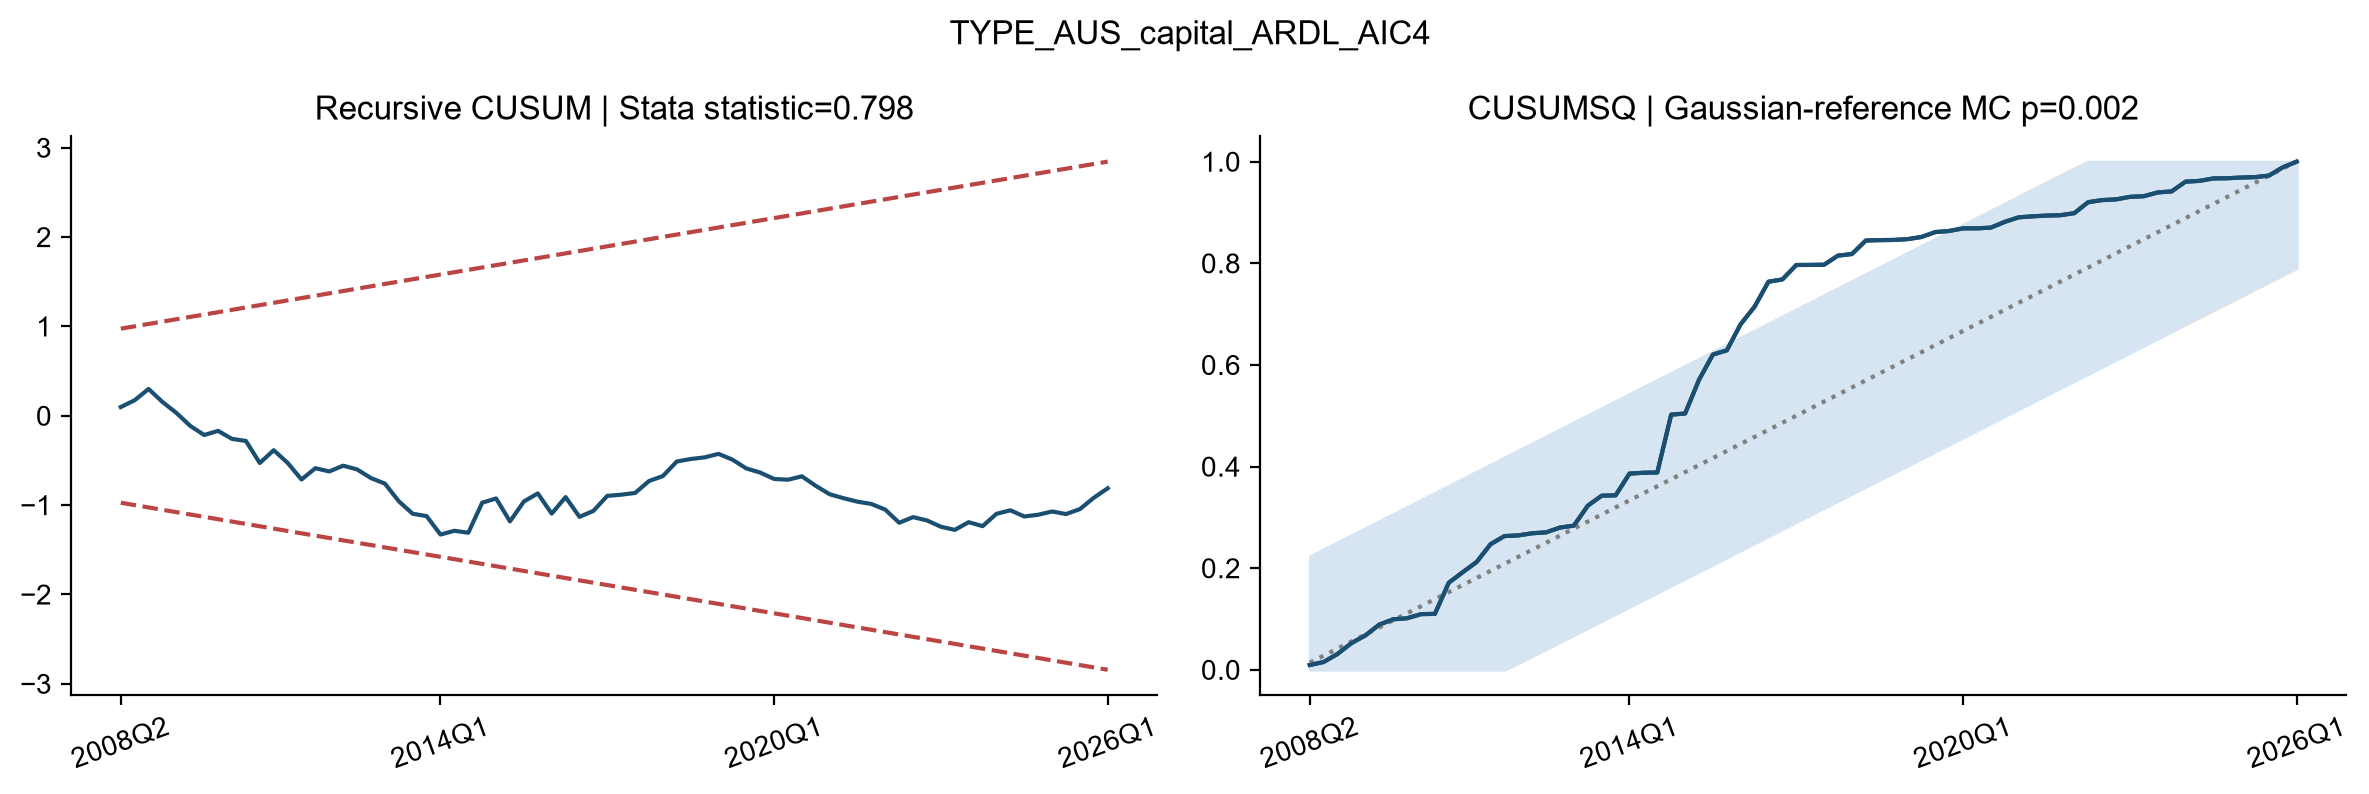 TYPE_AUS_capital_ARDL_AIC4
Recursive CUSUM | Stata statistic=0.798
3
2
1
0
−1
−2
−3
2008Q2
2014Q1
2020Q1
2026Q1
CUSUMSQ | Gaussian-reference MC p=0.002
1.0
0.8
0.6
0.4
0.2
0.0
2008Q2
2014Q1
2020Q1
2026Q1